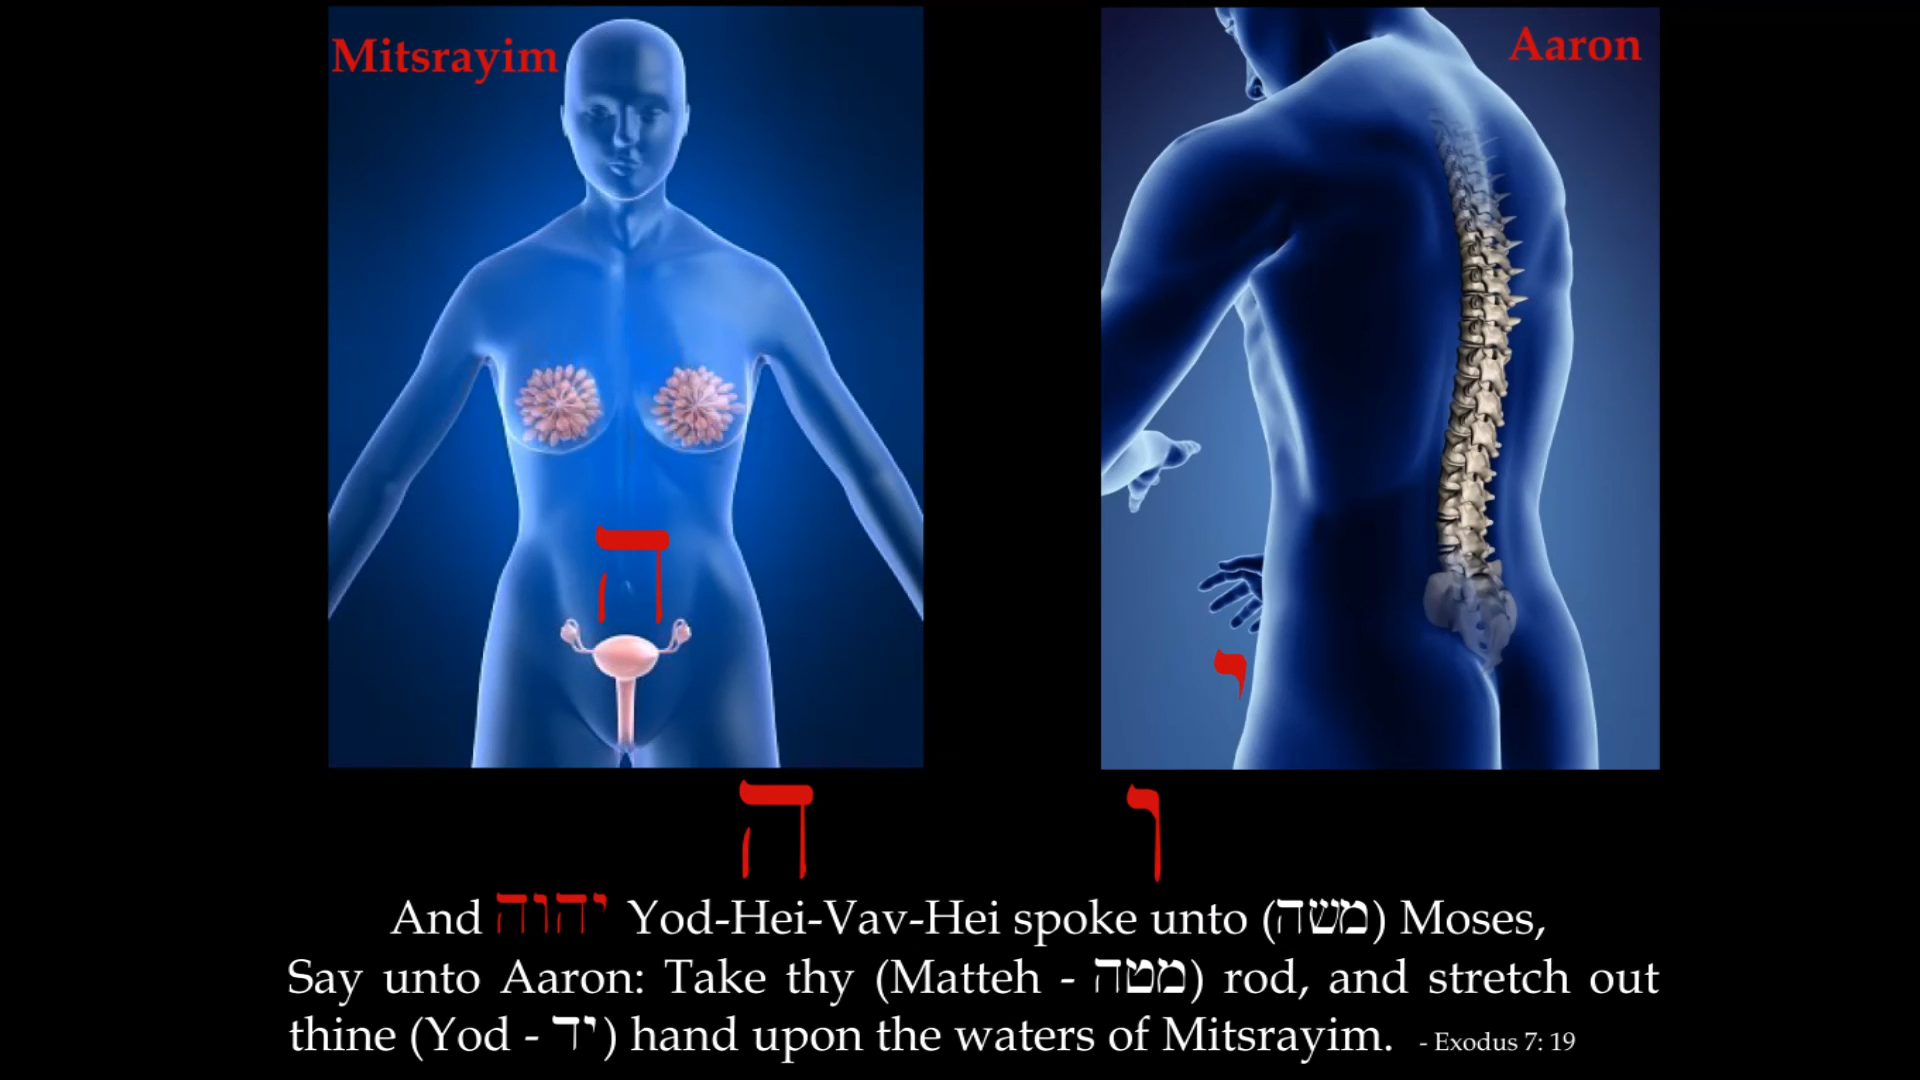 Mitsrayim
Aaron
ה
י
ה
ו
And יהוה Yod-Hei-Vav-Hei spoke unto (משה) Moses,
Say unto Aaron: Take thy (Matteh - מטה) rod, and stretch out
thine (Yod - יד) hand upon the waters of Mitsrayim. - Exodus 7: 19